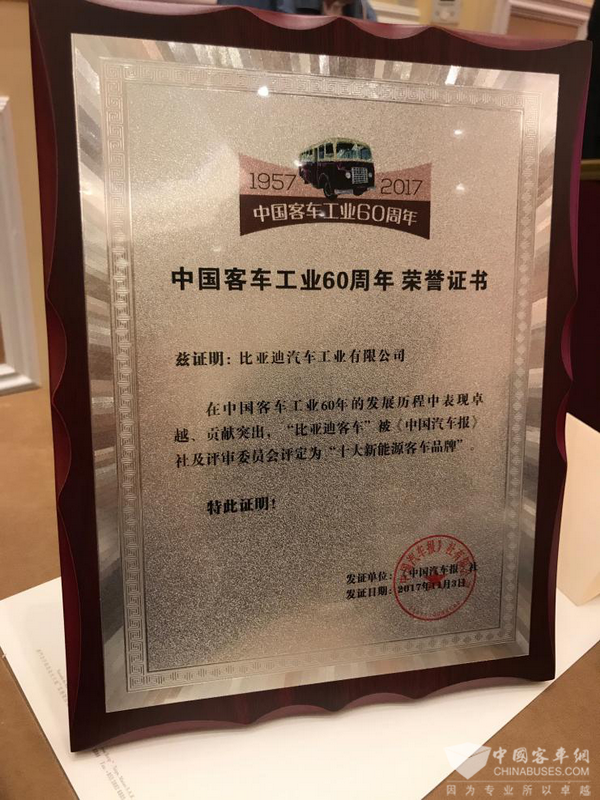 1957
2017
中国客车工业60周年
中国客车工业60周年 荣誉证书
兹证明：比亚迪汽车工业有限公司
在中国客车工业60年的发展历程中表现卓
越、贡献突出，“比亚迪客车”被《中国汽车报》
社及评审委员会评定为“十大新能源客车品牌”。
特此证明！
发证单位：《中国汽车报》社
发证日期：2017年11月3日
中國客車網
CHINABUSES.COM
因为专业所以卓越